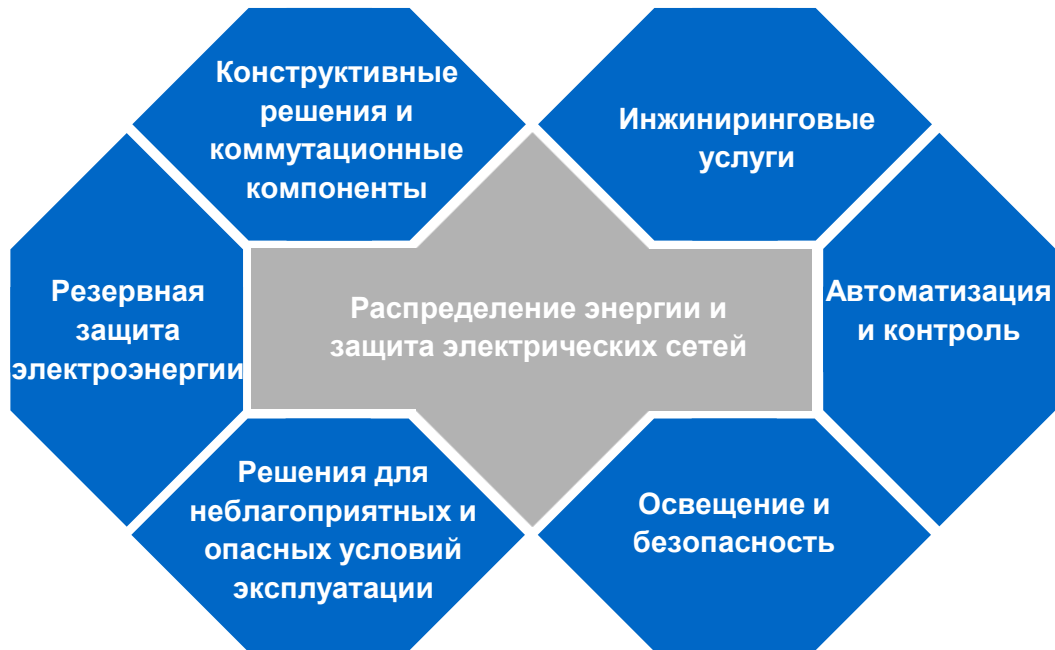 Конструктивные
решения и
коммутационные
компоненты
Инжиниринговые
услуги
Резервная
защита
электроэнергии
Распределение энергии и
защита электрических сетей
Автоматизация
и контроль
Решения для
неблагоприятных и
опасных условий
эксплуатации
Освещение и
безопасность